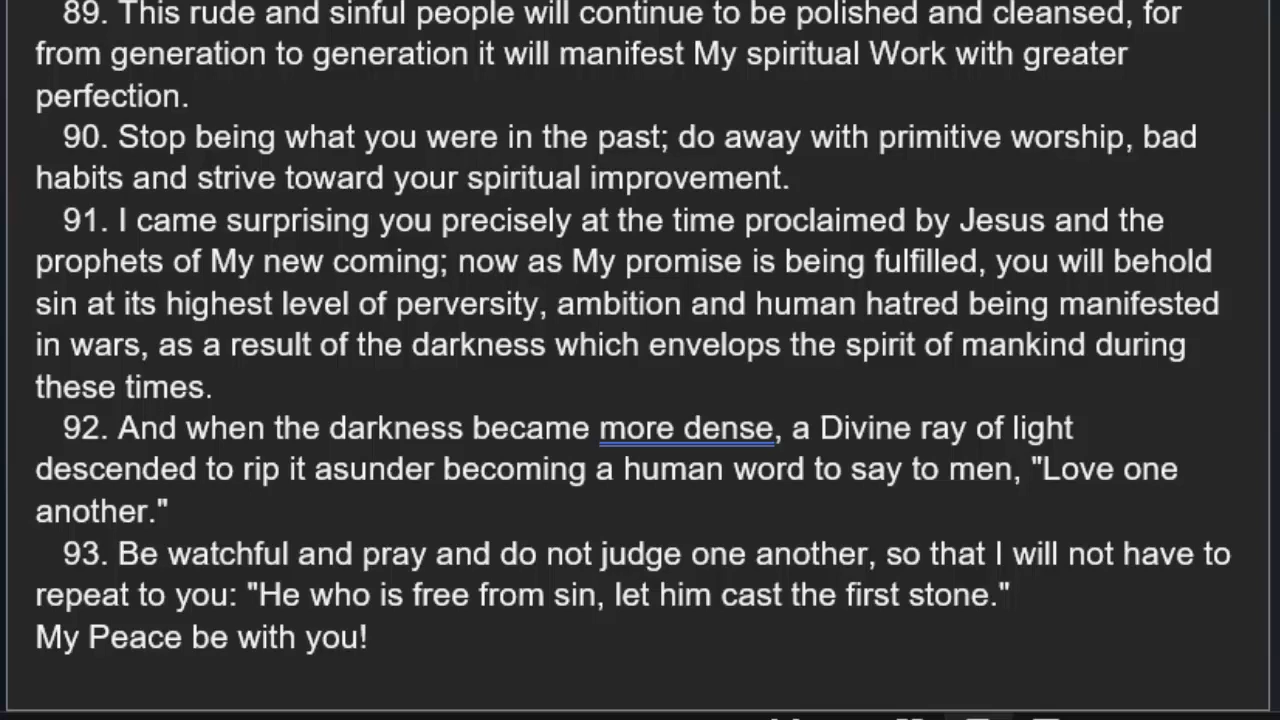 89. This rude and sinful people will continue to be polished and cleansed, for
from generation to generation it will manifest My spiritual Work with greater
perfection.
90. Stop being what you were in the past; do away with primitive worship, bad
habits and strive toward your spiritual improvement.
91. I came surprising you precisely at the time proclaimed by Jesus and the
prophets of My new coming; now as My promise is being fulfilled, you will behold
sin at its highest level of perversity, ambition and human hatred being manifested
in wars, as a result of the darkness which envelops the spirit of mankind during
these times.
92. And when the darkness became more dense, a Divine ray of light
descended to rip it asunder becoming a human word to say to men, "Love one
another."
93. Be watchful and pray and do not judge one another, so that I will not have to
repeat to you: "He who is free from sin, let him cast the first stone."
My Peace be with you!